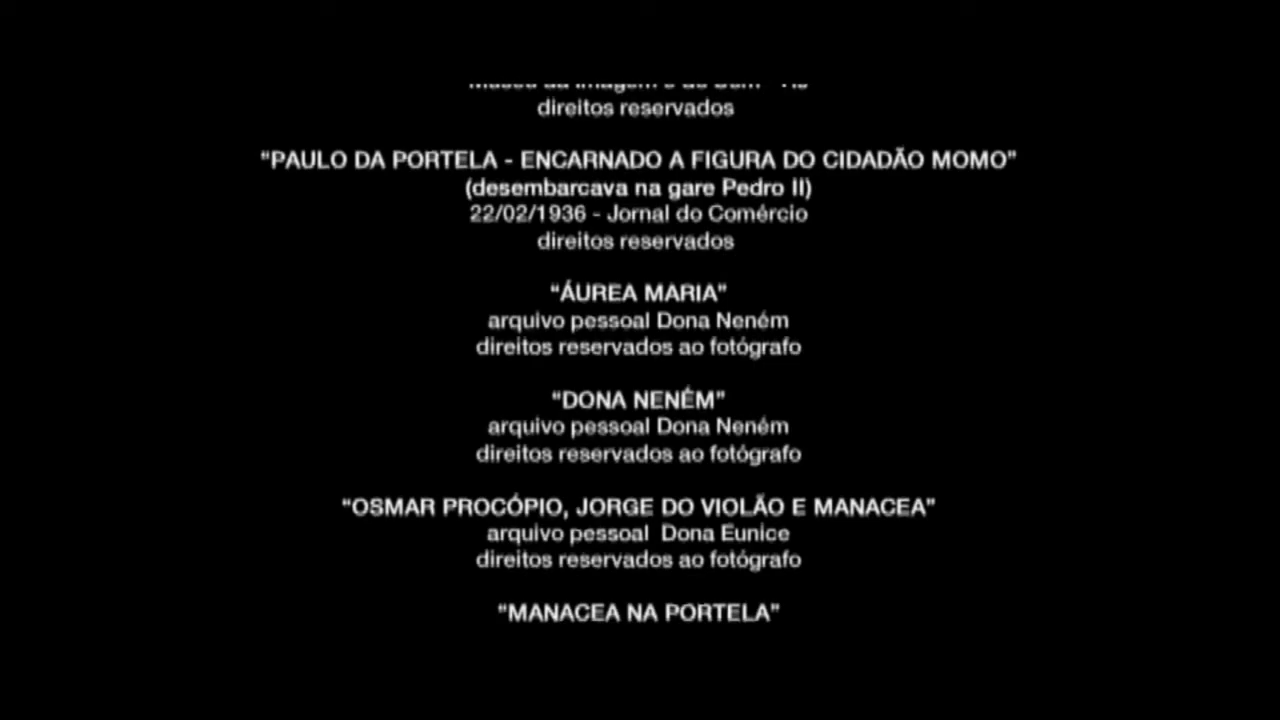 direitos reservados
“PAULO DA PORTELA - ENCARNADO A FIGURA DO CIDADÃO MOMO”
(desembarcava na gare Pedro II)
22/02/1936 - Jornal do Comércio
direitos reservados
“ÁUREA MARIA”
arquivo pessoal Dona Neném
direitos reservados ao fotógrafo
“DONA NENÉM”
arquivo pessoal Dona Neném
direitos reservados ao fotógrafo
“OSMAR PROCÓPIO, JORGE DO VIOLÃO E MANACEA”
arquivo pessoal  Dona Eunice
direitos reservados ao fotógrafo
“MANACEA NA PORTELA”